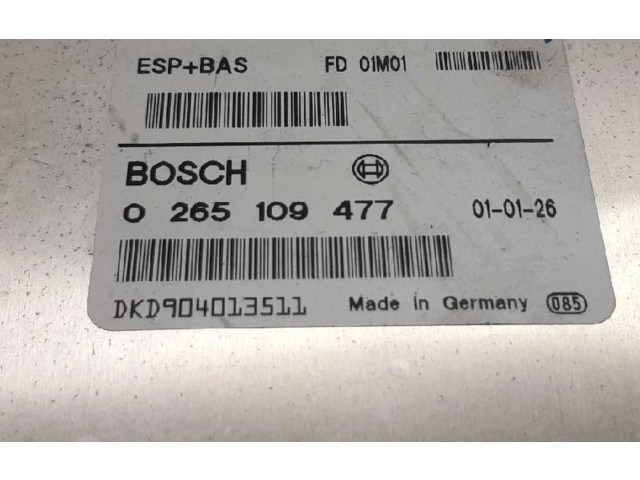 ESP+BAS FD 01M01
BOSCH
0 265 109 477 01-01-26
DKD904013511 Made in Germany 085